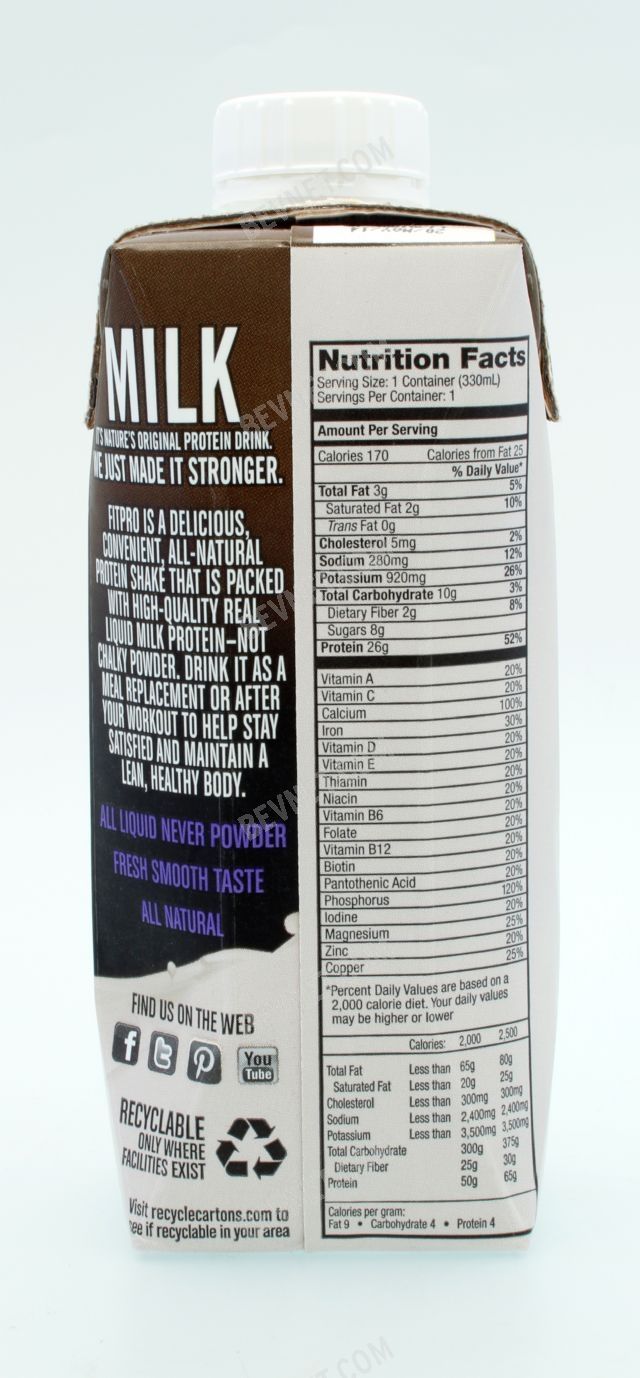 MILK
IT'S NATURE'S ORIGINAL PROTEIN DRINK.
WE JUST MADE IT STRONGER.
FITPRO IS A DELICIOUS,
CONVENIENT, ALL-NATURAL
PROTEIN SHAKE THAT IS PACKED
WITH HIGH-QUALITY REAL
LIQUID MILK PROTEIN–NOT
CHALKY POWDER. DRINK IT AS A
MEAL REPLACEMENT OR AFTER
YOUR WORKOUT TO HELP STAY
SATISFIED AND MAINTAIN A
LEAN, HEALTHY BODY.
ALL LIQUID NEVER POWDER
FRESH SMOOTH TASTE
ALL NATURAL
FIND US ON THE WEB
f t P You
Tube
RECYCLABLE
ONLY WHERE
FACILITIES EXIST
Visit recyclecartons.com to
see if recyclable in your area
Nutrition Facts
Serving Size: 1 Container (330mL)
Servings Per Container: 1
Amount Per Serving
Calories 170 Calories from Fat 25
% Daily Value*
Total Fat 3g 5%
Saturated Fat 2g 10%
Trans Fat 0g
Cholesterol 5mg 2%
Sodium 280mg 12%
Potassium 920mg 26%
Total Carbohydrate 10g 3%
Dietary Fiber 2g 8%
Sugars 8g
Protein 26g 52%
Vitamin A 20%
Vitamin C 20%
Calcium 100%
Iron 30%
Vitamin D 20%
Vitamin E 20%
Thiamin 20%
Niacin 20%
Vitamin B6 20%
Folate 20%
Vitamin B12 20%
Biotin 20%
Pantothenic Acid 20%
Phosphorus 120%
Iodine 20%
Magnesium 25%
Zinc 20%
Copper 25%
*Percent Daily Values are based on a
2,000 calorie diet. Your daily values
may be higher or lower
Calories: 2,000 2,500
Total Fat Less than 65g 80g
Saturated Fat Less than 20g 25g
Cholesterol Less than 300mg 300mg
Sodium Less than 2,400mg 2,400mg
Potassium Less than 3,500mg 3,500mg
Total Carbohydrate 300g 375g
Dietary Fiber 25g 30g
Protein 50g 65g
Calories per gram:
Fat 9 • Carbohydrate 4 • Protein 4
BEVNET.COM